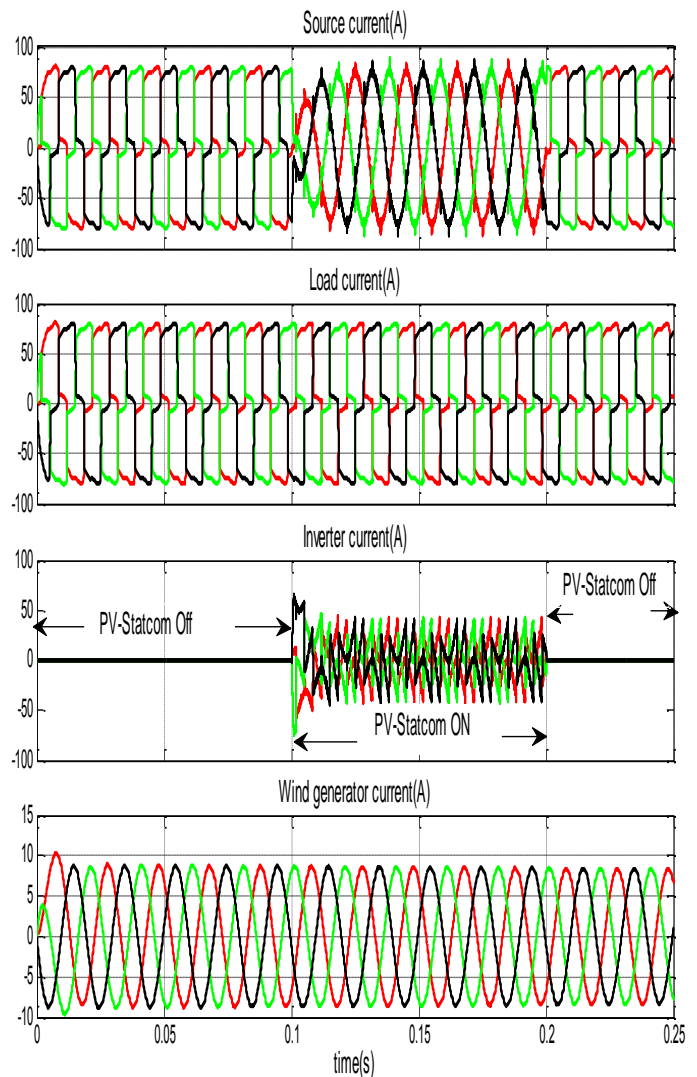 Source current(A)
100
50
0
-50
-100
Load current(A)
100
50
0
-50
-100
Inverter current(A)
100
50
0
-50
-100
PV-Statcom Off
PV-Statcom ON
PV-Statcom Off
Wind generator current(A)
15
10
5
0
-5
-10
0 0.05 0.1 0.15 0.2 0.25
time(s)